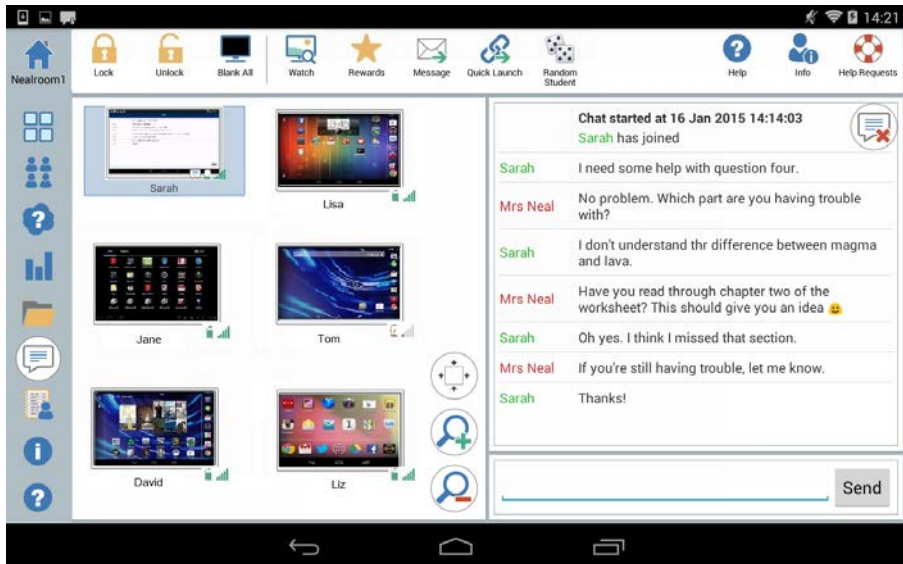 14:21
Nealroom1
Lock
Unlock
Blank All
Watch
Rewards
Message
Quick Launch
Random
Student
Help
Info
Help Requests
Sarah
Lisa
Jane
Tom
David
Liz
Chat started at 16 Jan 2015 14:14:03
Sarah has joined
Sarah I need some help with question four.
Mrs Neal No problem. Which part are you having trouble
with?
Sarah I don't understand thr difference between magma
and lava.
Mrs Neal Have you read through chapter two of the
worksheet? This should give you an idea 😀
Sarah Oh yes. I think I missed that section.
Mrs Neal If you're still having trouble, let me know.
Sarah Thanks!
Send